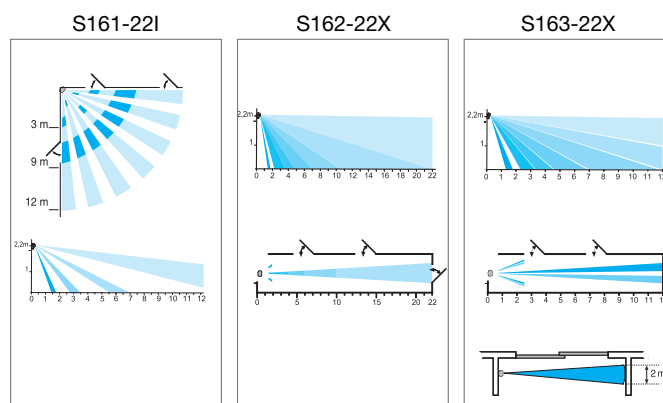 S161-22I
S162-22X
S163-22X
3 m
9 m
12 m
2,2m
1
0 1 2 3 4 5 6 7 8 9 10 11 12
2,2m
1
0 2 4 6 8 10 12 14 16 18 20 22
0 5 10 15 20 22
2,2m
1
0 1 2 3 4 5 6 7 8 9 10 11 12
0 1 2 3 4 5 6 7 8 9 10 11 1
2 m